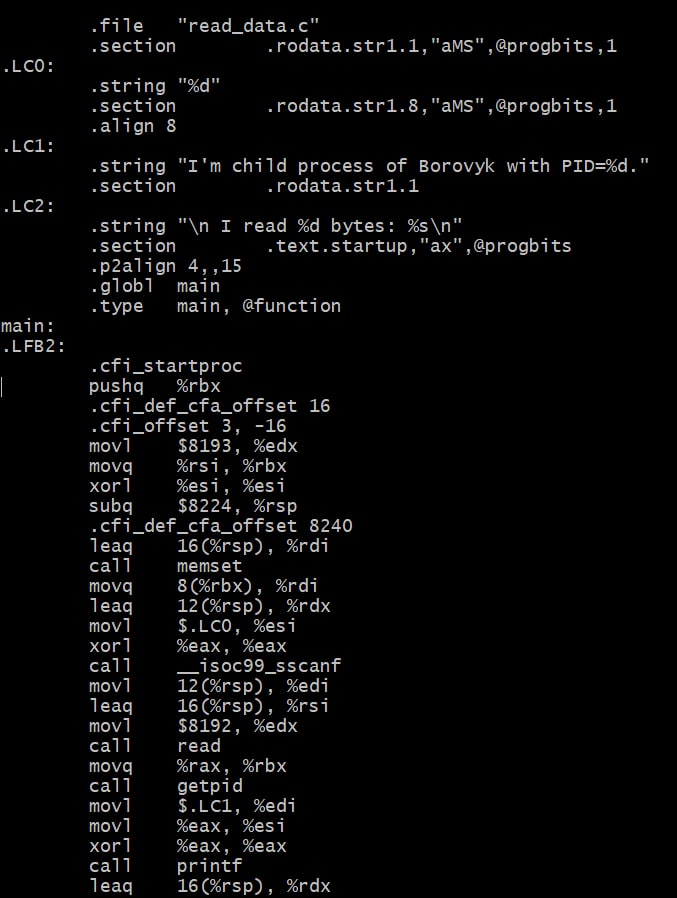 .file "read_data.c"
.section .rodata.str1.1,"aMS",@progbits,1
.LC0:
.string "%d"
.section .rodata.str1.8,"aMS",@progbits,1
.align 8
.LC1:
.string "I'm child process of Borovyk with PID=%d."
.section .rodata.str1.1
.LC2:
.string "\n I read %d bytes: %s\n"
.section .text.startup,"ax",@progbits
.p2align 4,,15
.globl main
.type main, @function
main:
.LFB2:
.cfi_startproc
pushq %rbx
.cfi_def_cfa_offset 16
.cfi_offset 3, -16
movl $8193, %edx
movq %rsi, %rbx
xorl %esi, %esi
subq $8224, %rsp
.cfi_def_cfa_offset 8240
leaq 16(%rsp), %rdi
call memset
movq 8(%rbx), %rdi
leaq 12(%rsp), %rdx
movl $.LC0, %esi
xorl %eax, %eax
call __isoc99_sscanf
movl 12(%rsp), %edi
leaq 16(%rsp), %rsi
movl $8192, %edx
call read
movq %rax, %rbx
call getpid
movl $.LC1, %edi
movl %eax, %esi
xorl %eax, %eax
call printf
leaq 16(%rsp), %rdx